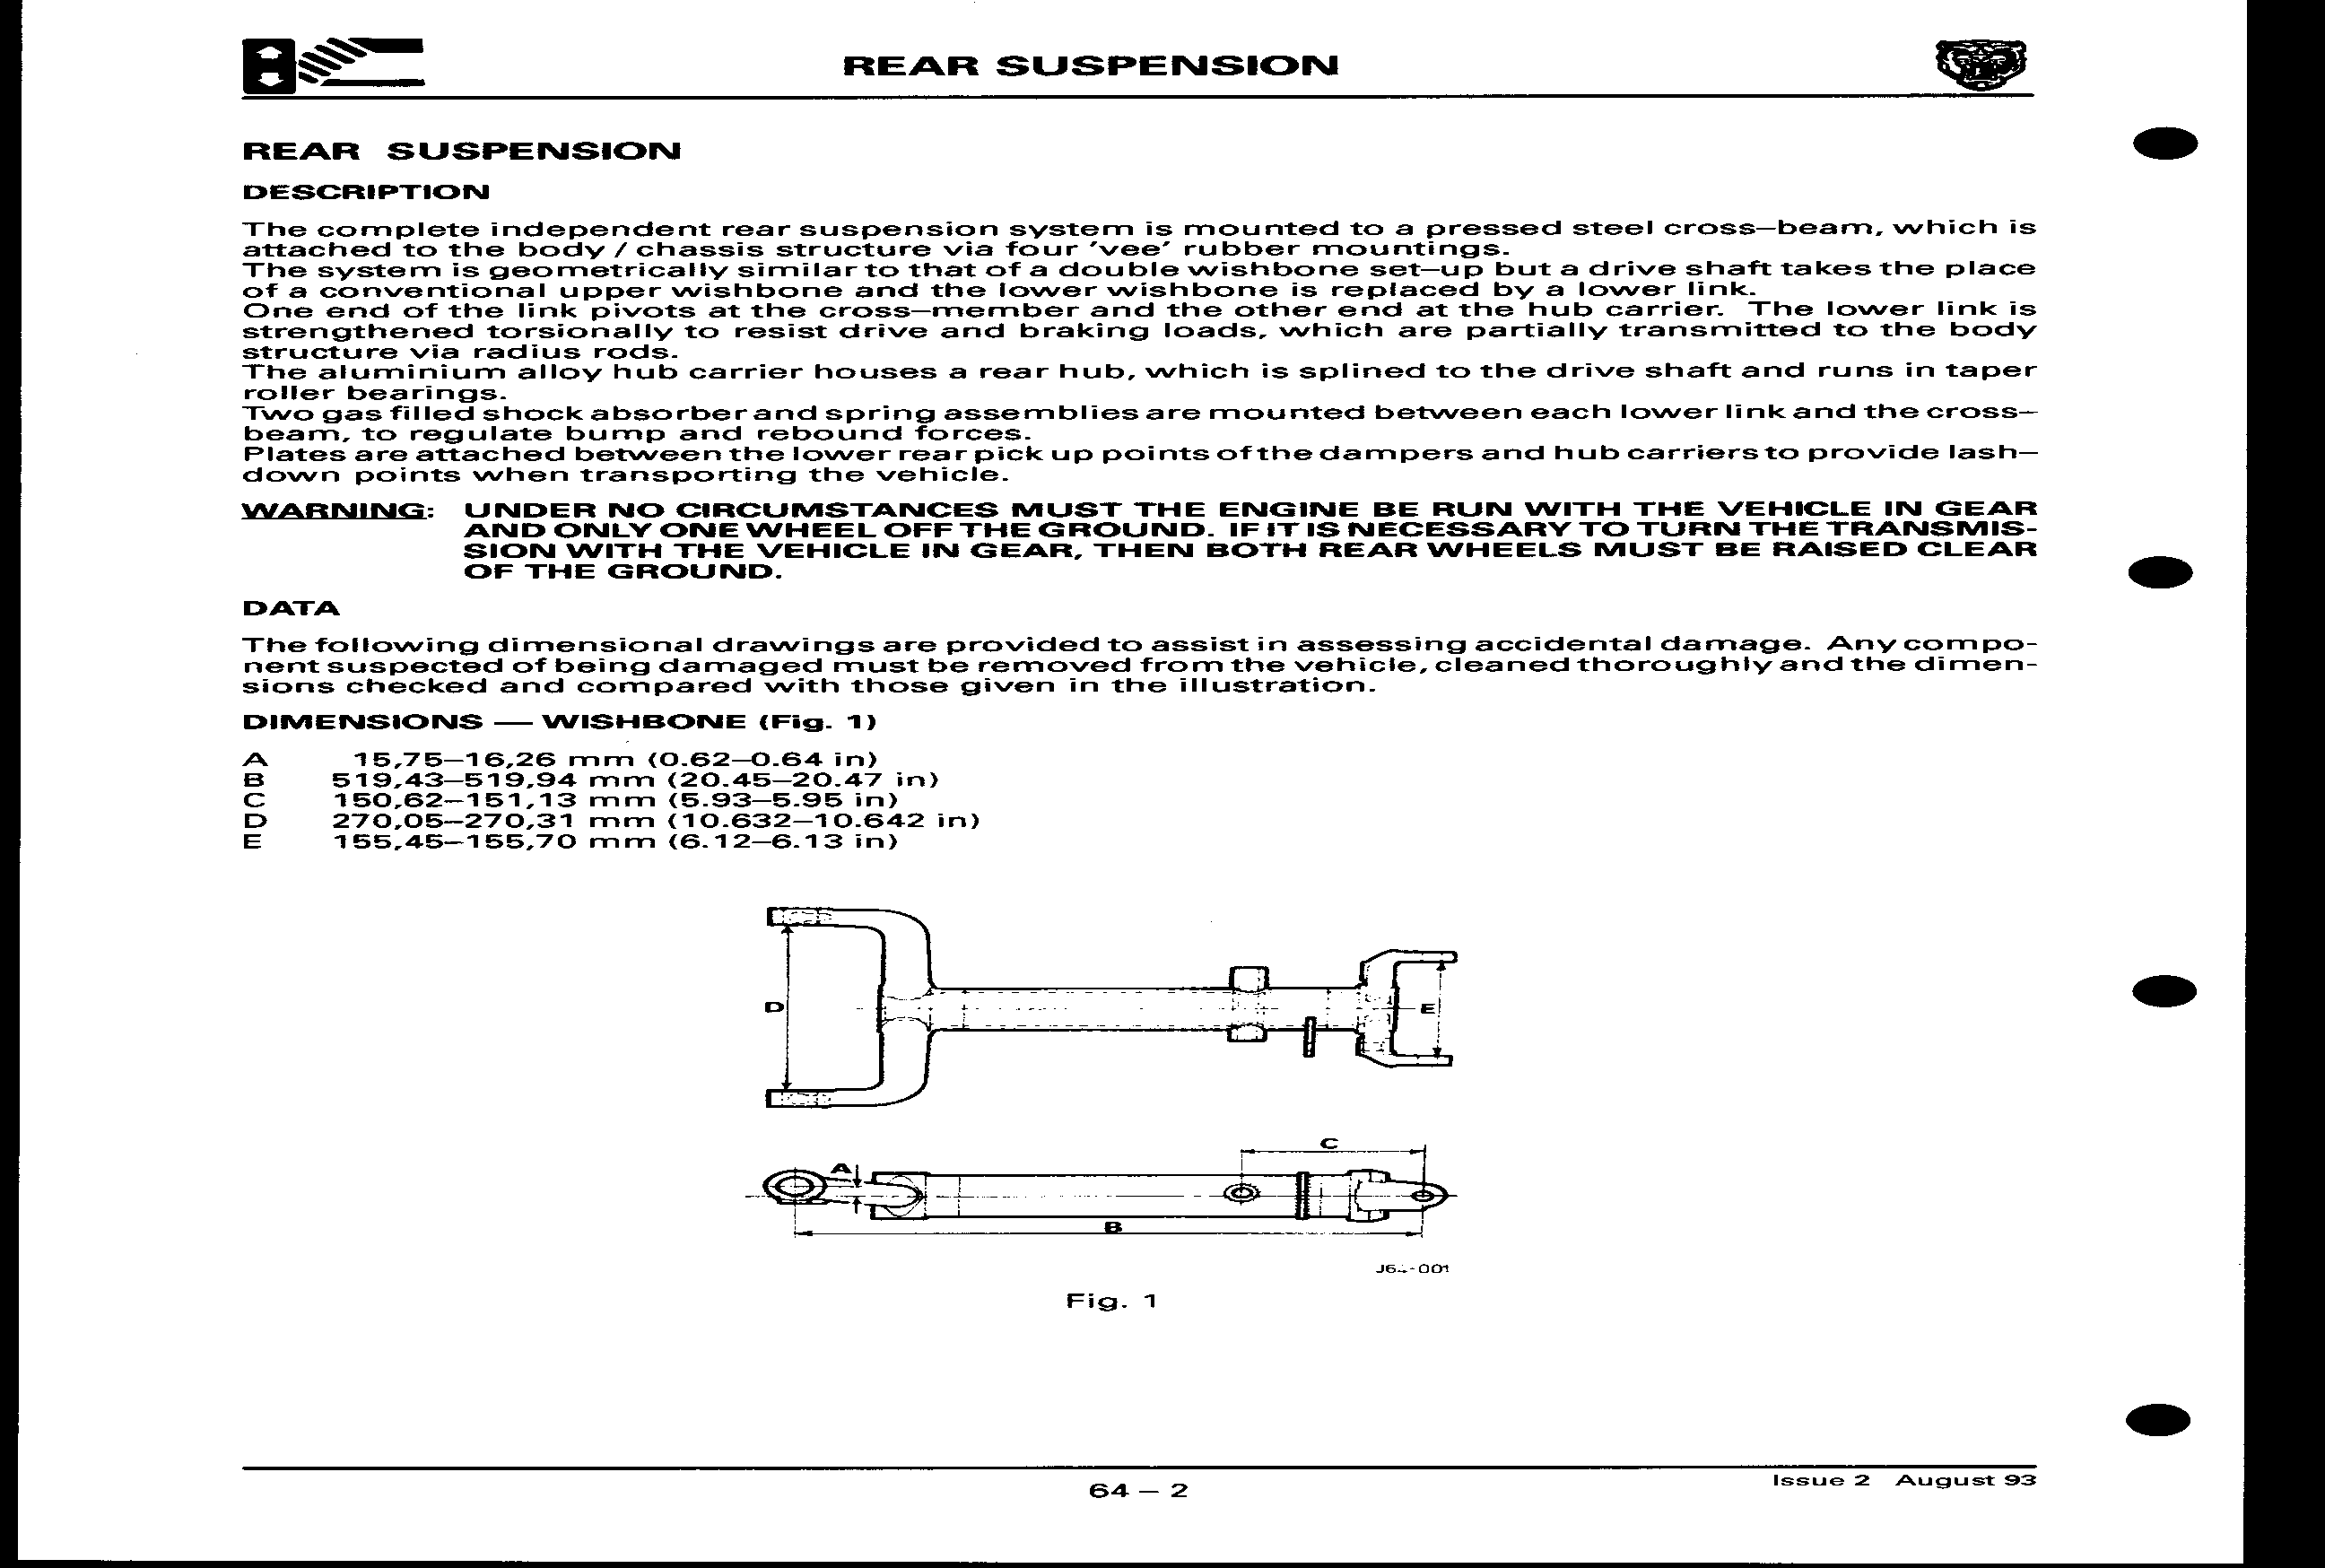 REAR SUSPENSION
REAR SUSPENSION
DESCRIPTION
The complete independent rear suspension system is mounted to a pressed steel cross–beam, which is
attached to the body / chassis structure via four 'vee' rubber mountings.
The system is geometrically similar to that of a double wishbone set–up but a drive shaft takes the place
of a conventional upper wishbone and the lower wishbone is replaced by a lower link.
One end of the link pivots at the cross–member and the other end at the hub carrier. The lower link is
strengthened torsionally to resist drive and braking loads, which are partially transmitted to the body
structure via radius rods.
The aluminium alloy hub carrier houses a rear hub, which is splined to the drive shaft and runs in taper
roller bearings.
Two gas filled shock absorber and spring assemblies are mounted between each lower link and the cross–
beam, to regulate bump and rebound forces.
Plates are attached between the lower rear pick up points of the dampers and hub carriers to provide lash–
down points when transporting the vehicle.
WARNING: UNDER NO CIRCUMSTANCES MUST THE ENGINE BE RUN WITH THE VEHICLE IN GEAR
AND ONLY ONE WHEEL OFF THE GROUND. IF IT IS NECESSARY TO TURN THE TRANSMIS-
SION WITH THE VEHICLE IN GEAR, THEN BOTH REAR WHEELS MUST BE RAISED CLEAR
OF THE GROUND.
DATA
The following dimensional drawings are provided to assist in assessing accidental damage. Any compo-
nent suspected of being damaged must be removed from the vehicle, cleaned thoroughly and the dimen-
sions checked and compared with those given in the illustration.
DIMENSIONS — WISHBONE (Fig. 1)
A 15,75–16,26 mm (0.62–0.64 in)
B 519,43–519,94 mm (20.45–20.47 in)
C 150,62–151,13 mm (5.93–5.95 in)
D 270,05–270,31 mm (10.632–10.642 in)
E 155,45–155,70 mm (6.12–6.13 in)
D
E
C
A
B
Fig. 1
64 – 2
Issue 2 August 93